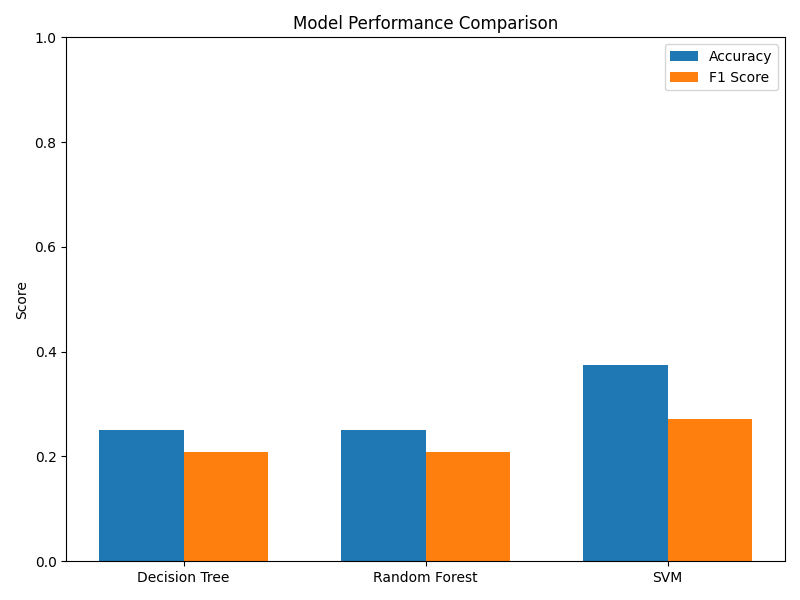 Model Performance Comparison
1.0
0.8
0.6
0.4
0.2
0.0
Score
Accuracy
F1 Score
Decision Tree
Random Forest
SVM